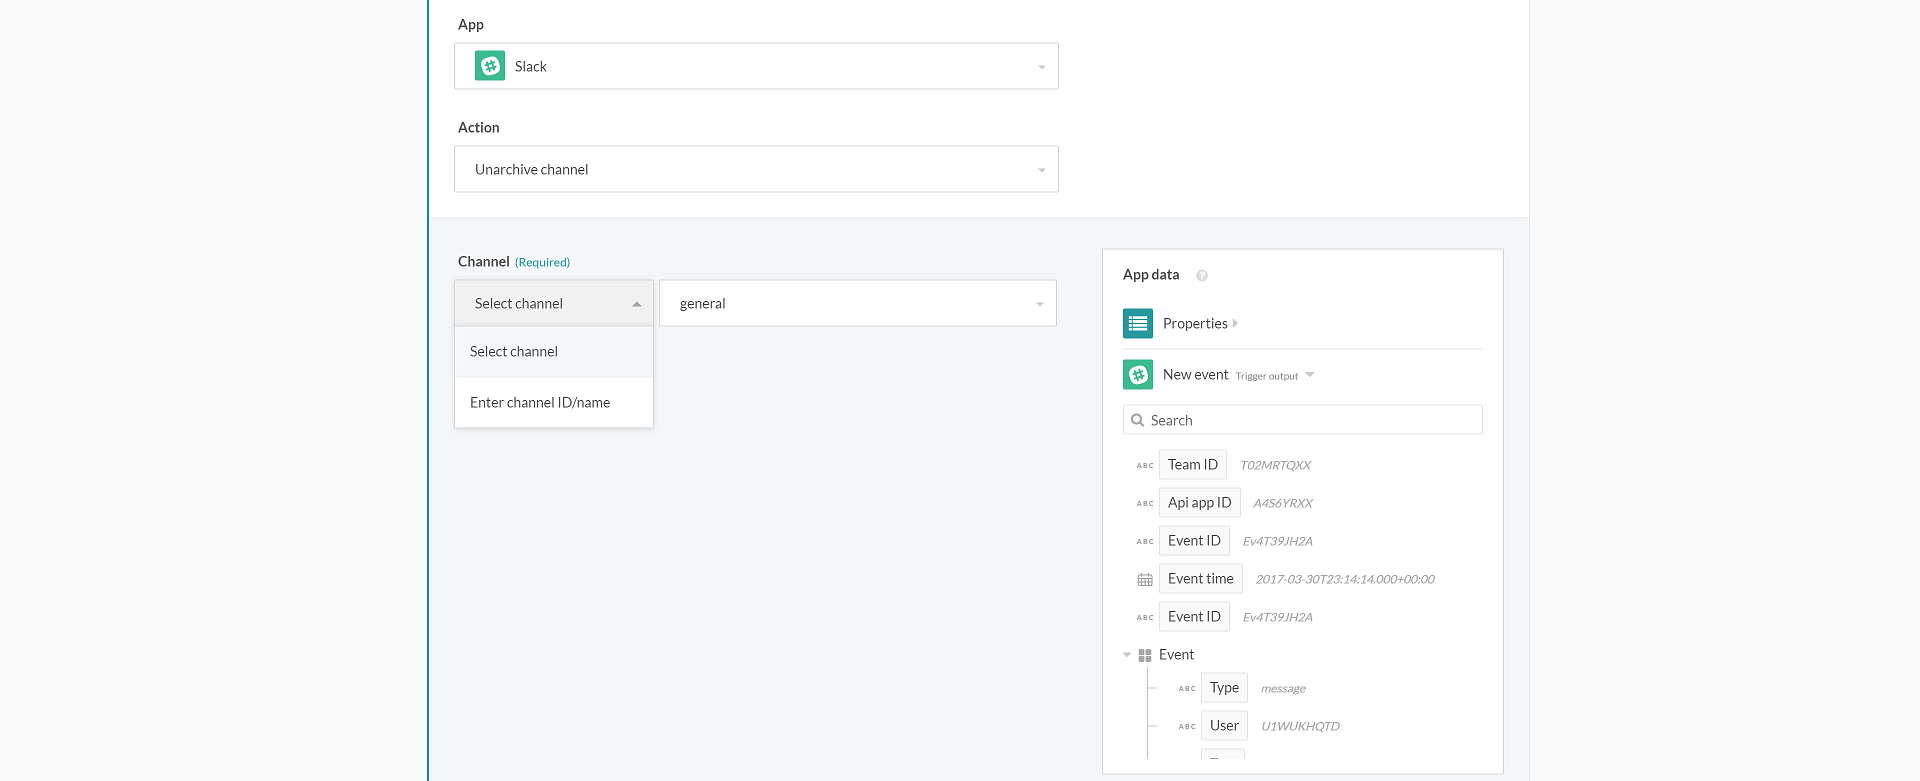 App
Slack
Action
Unarchive channel
Channel (Required)
Select channel
general
Select channel
Enter channel ID/name
App data
Properties
New event Trigger output
Search
ABC Team ID T02MRTQXX
ABC Api app ID A4S6YRXX
ABC Event ID Ev4T39JH2A
Event time 2017-03-30T23:14:14.000+00:00
ABC Event ID Ev4T39JH2A
Event
ABC Type message
ABC User U1WUKHQTD